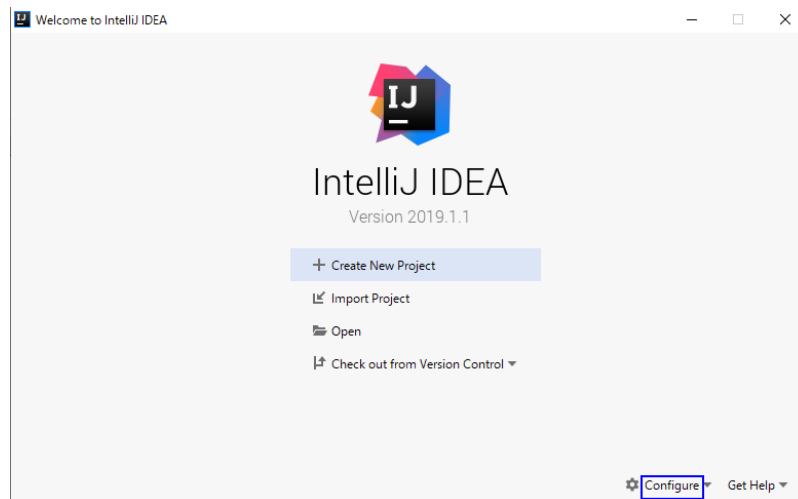 Welcome to IntelliJ IDEA
IJ
IntelliJ IDEA
Version 2019.1.1
Create New Project
Import Project
Open
Check out from Version Control
Configure
Get Help